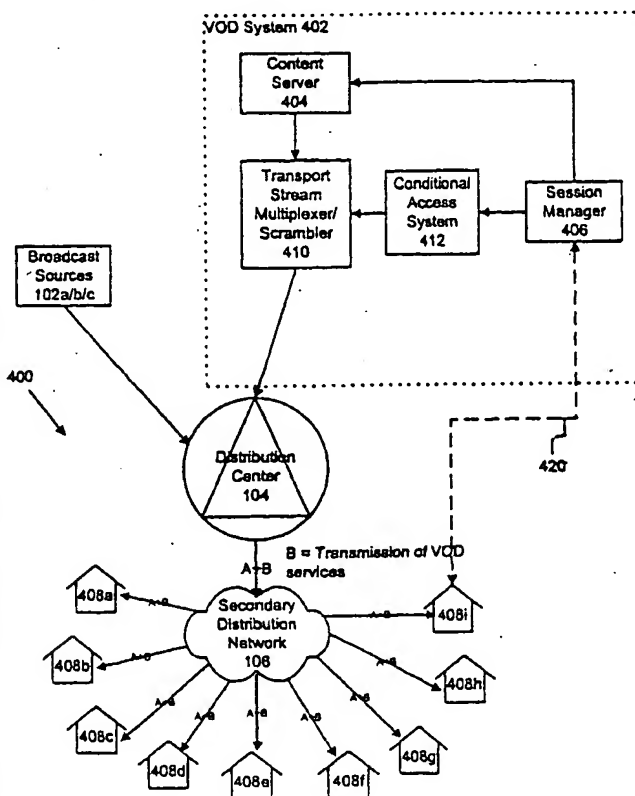 VOD System 402
Content
Server
404
Transport
Stream
Multiplexer/
Scrambler
410
Conditional
Access
System
412
Session
Manager
406
Broadcast
Sources
102a/b/c
400
420
Distribution
Center
104
A+B
B = Transmission of VOD
services
Secondary
Distribution
Network
106
A+B
408a
A+B
408b
A+B
408c
A+B
408d
A+B
408e
A+B
408f
A+B
408g
A+B
408h
A+B
408i